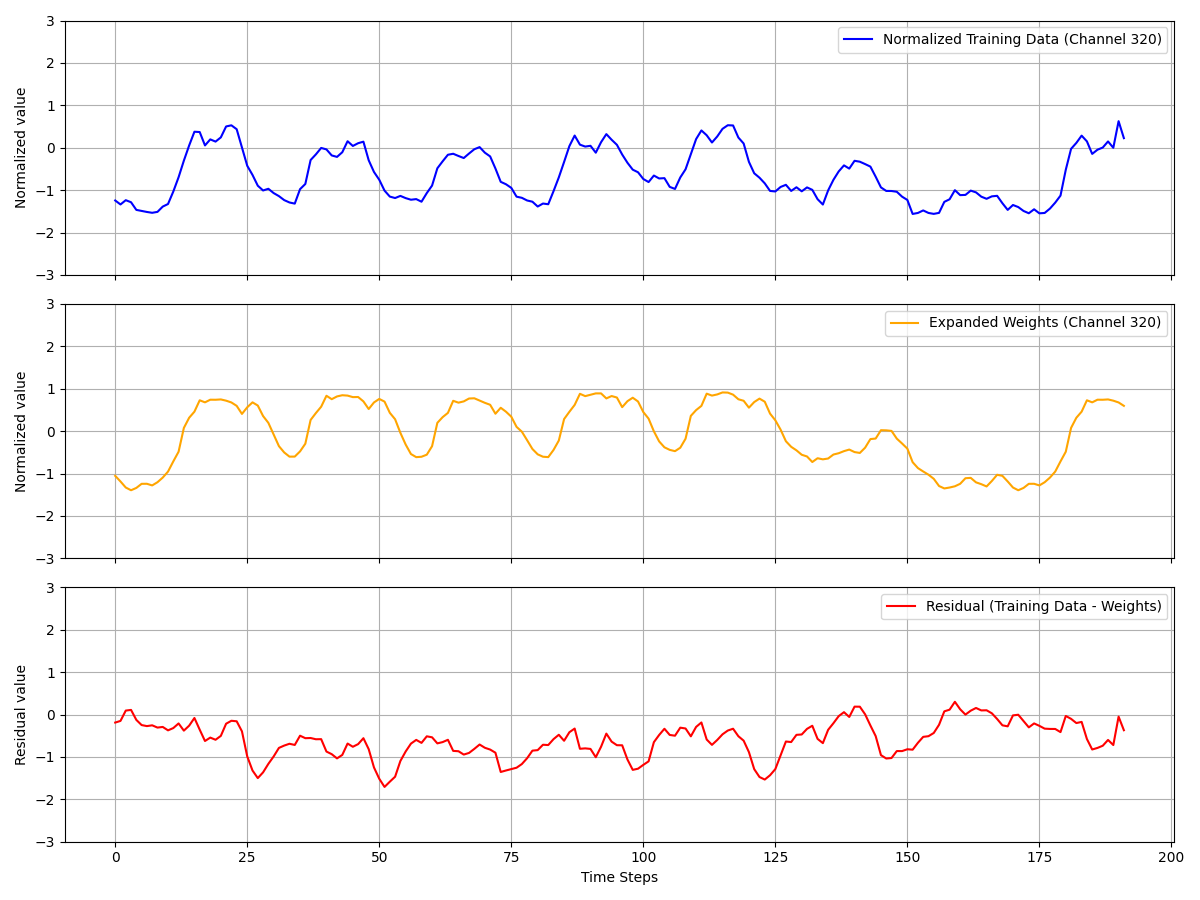 Normalized value
3
2
1
0
−1
−2
−3
Normalized Training Data (Channel 320)
Normalized value
3
2
1
0
−1
−2
−3
Expanded Weights (Channel 320)
Residual value
3
2
1
0
−1
−2
−3
Residual (Training Data - Weights)
0 25 50 75 100 125 150 175 200
Time Steps